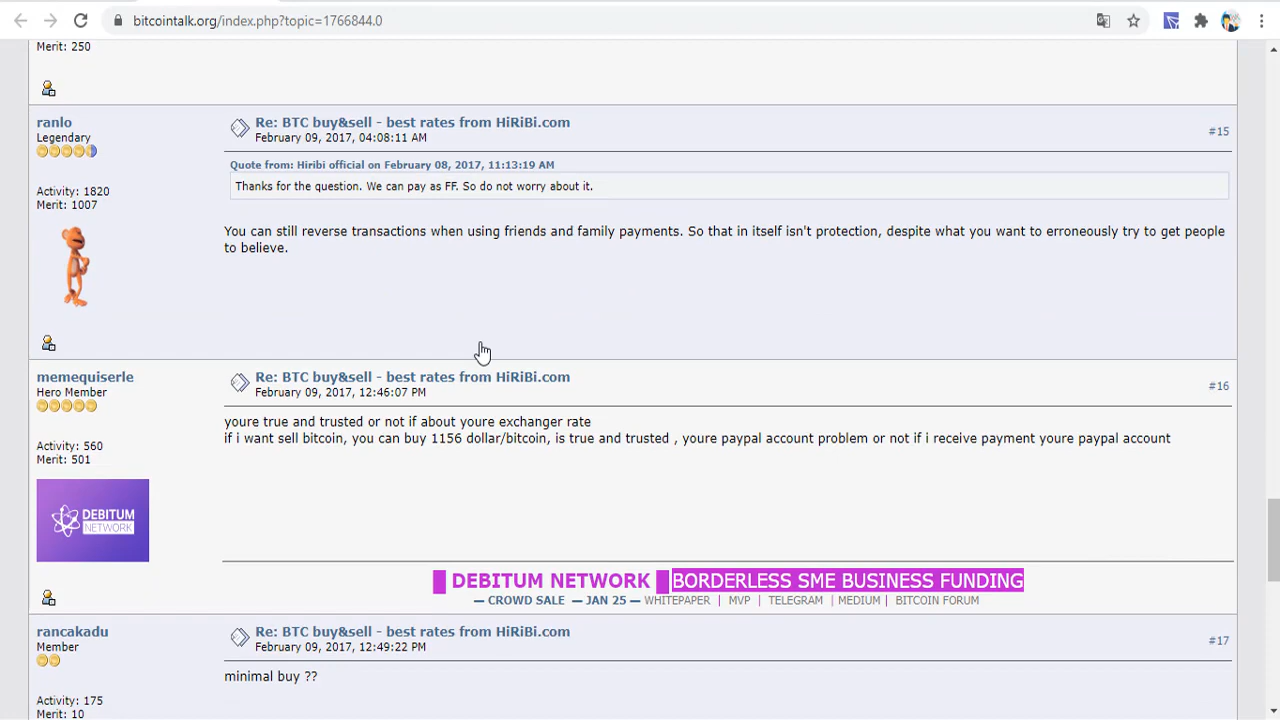 bitcointalk.org/index.php?topic=1766844.0
Merit: 250
ranlo
Legendary
Activity: 1820
Merit: 1007
Re: BTC buy&sell - best rates from HiRiBi.com
February 09, 2017, 04:08:11 AM
#15
Quote from: Hiribi official on February 08, 2017, 11:13:19 AM
Thanks for the question. We can pay as FF. So do not worry about it.
You can still reverse transactions when using friends and family payments. So that in itself isn't protection, despite what you want to erroneously try to get people
to believe.
memequiserle
Hero Member
Activity: 560
Merit: 501
DEBITUM
NETWORK
Re: BTC buy&sell - best rates from HiRiBi.com
February 09, 2017, 12:46:07 PM
#16
youre true and trusted or not if about youre exchanger rate
if i want sell bitcoin, you can buy 1156 dollar/bitcoin, is true and trusted , youre paypal account problem or not if i receive payment youre paypal account
█ DEBITUM NETWORK █ BORDERLESS SME BUSINESS FUNDING
— CROWD SALE — JAN 25 — WHITEPAPER | MVP | TELEGRAM | MEDIUM | BITCOIN FORUM
rancakadu
Member
Activity: 175
Merit: 10
Re: BTC buy&sell - best rates from HiRiBi.com
February 09, 2017, 12:49:22 PM
#17
minimal buy ??